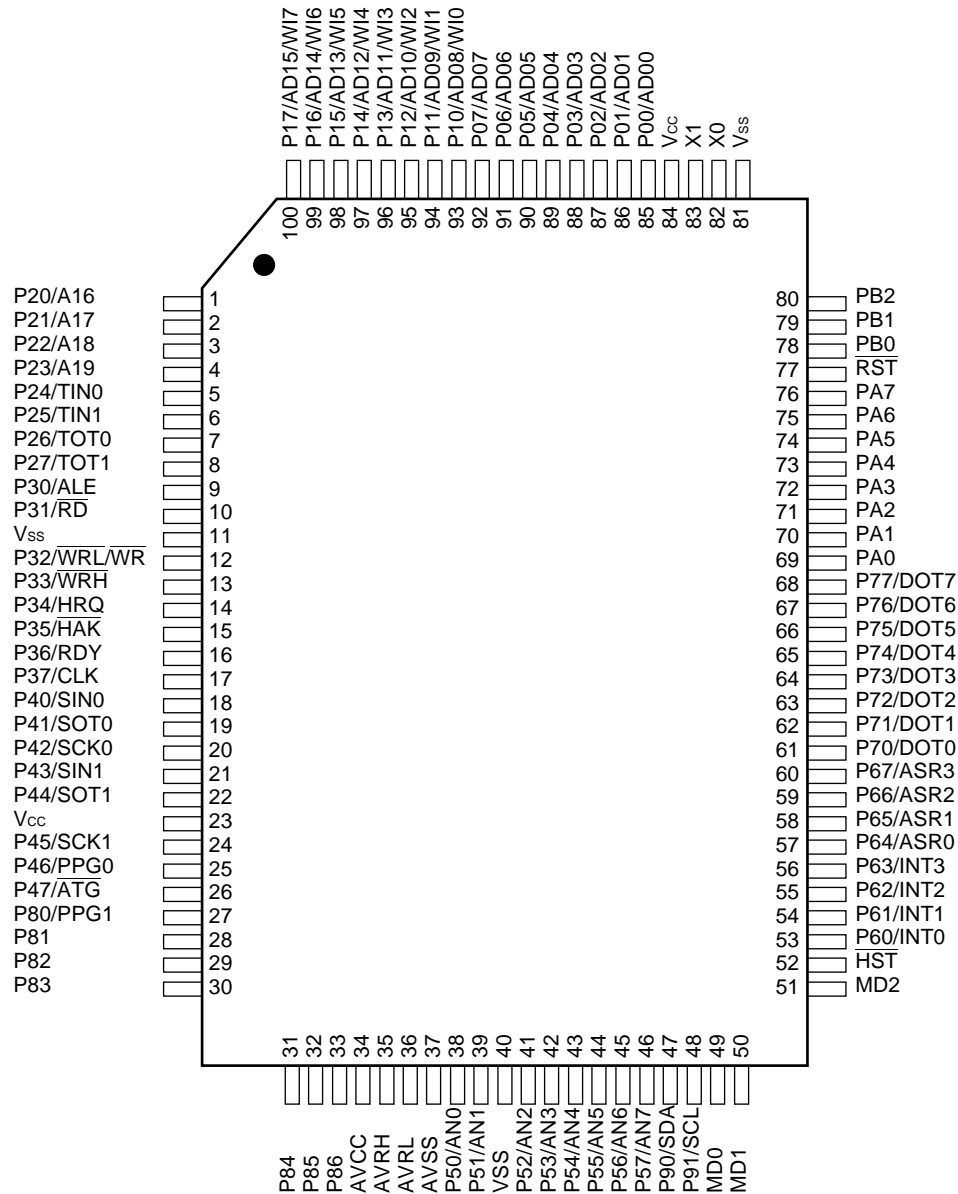 P17/AD15/WI7
P16/AD14/WI6
P15/AD13/WI5
P14/AD12/WI4
P13/AD11/WI3
P12/AD10/WI2
P11/AD09/WI1
P10/AD08/WI0
P07/AD07
P06/AD06
P05/AD05
P04/AD04
P03/AD03
P02/AD02
P01/AD01
P00/AD00
Vcc
X1
X0
Vss
100
99
98
97
96
95
94
93
92
91
90
89
88
87
86
85
84
83
82
81
P20/A16 1
P21/A17 2
P22/A18 3
P23/A19 4
P24/TIN0 5
P25/TIN1 6
P26/TOT0 7
P27/TOT1 8
P30/ALE 9
P31/R̅D̅ 10
Vss 11
P32/W̅R̅L̅/W̅R̅ 12
P33/W̅R̅H̅ 13
P34/HRQ 14
P35/H̅A̅K̅ 15
P36/RDY 16
P37/CLK 17
P40/SIN0 18
P41/SOT0 19
P42/SCK0 20
P43/SIN1 21
P44/SOT1 22
Vcc 23
P45/SCK1 24
P46/PPG0 25
P47/A̅T̅G̅ 26
P80/PPG1 27
P81 28
P82 29
P83 30
80 PB2
79 PB1
78 PB0
77 R̅S̅T̅
76 PA7
75 PA6
74 PA5
73 PA4
72 PA3
71 PA2
70 PA1
69 PA0
68 P77/DOT7
67 P76/DOT6
66 P75/DOT5
65 P74/DOT4
64 P73/DOT3
63 P72/DOT2
62 P71/DOT1
61 P70/DOT0
60 P67/ASR3
59 P66/ASR2
58 P65/ASR1
57 P64/ASR0
56 P63/INT3
55 P62/INT2
54 P61/INT1
53 P60/INT0
52 H̅S̅T̅
51 MD2
31
32
33
34
35
36
37
38
39
40
41
42
43
44
45
46
47
48
49
50
P84
P85
P86
AVCC
AVRH
AVRL
AVSS
P50/AN0
P51/AN1
VSS
P52/AN2
P53/AN3
P54/AN4
P55/AN5
P56/AN6
P57/AN7
P90/SDA
P91/SCL
MD0
MD1